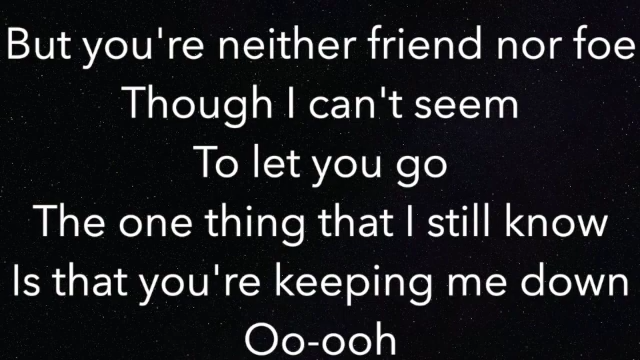 But you're neither friend nor foe
Though I can't seem
To let you go
The one thing that I still know
Is that you're keeping me down
Oo-ooh